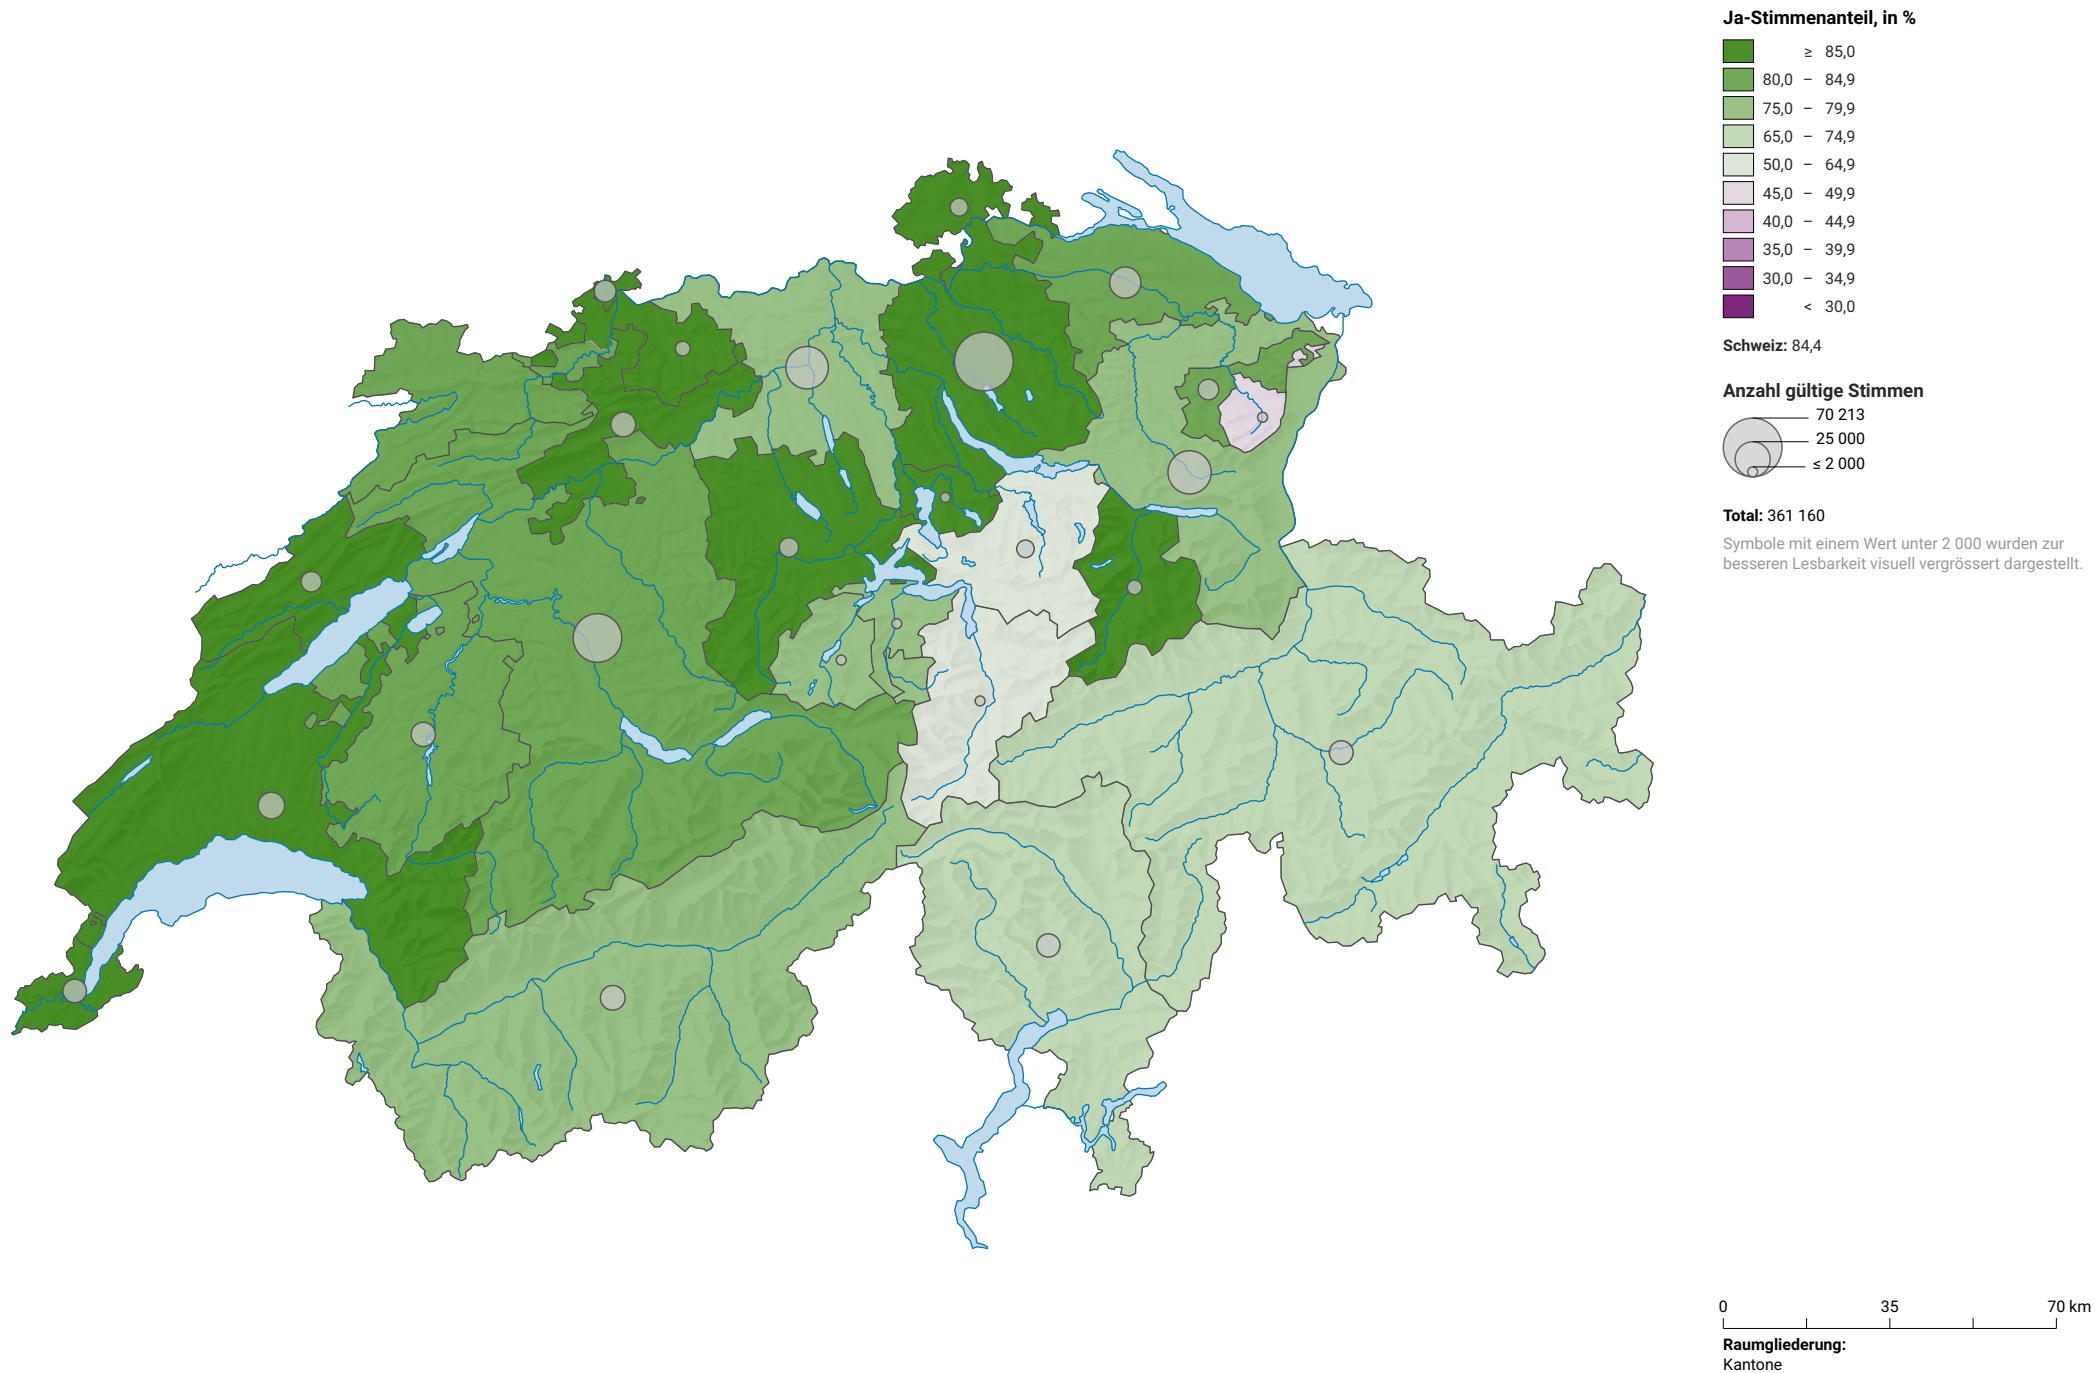 Ja-Stimmenanteil, in %
≥ 85,0
80,0 – 84,9
75,0 – 79,9
65,0 – 74,9
50,0 – 64,9
45,0 – 49,9
40,0 – 44,9
35,0 – 39,9
30,0 – 34,9
< 30,0
Schweiz: 84,4
Anzahl gültige Stimmen
70 213
25 000
≤ 2 000
Total: 361 160
Symbole mit einem Wert unter 2 000 wurden zur
besseren Lesbarkeit visuell vergrössert dargestellt.
0 35 70 km
Raumgliederung:
Kantone